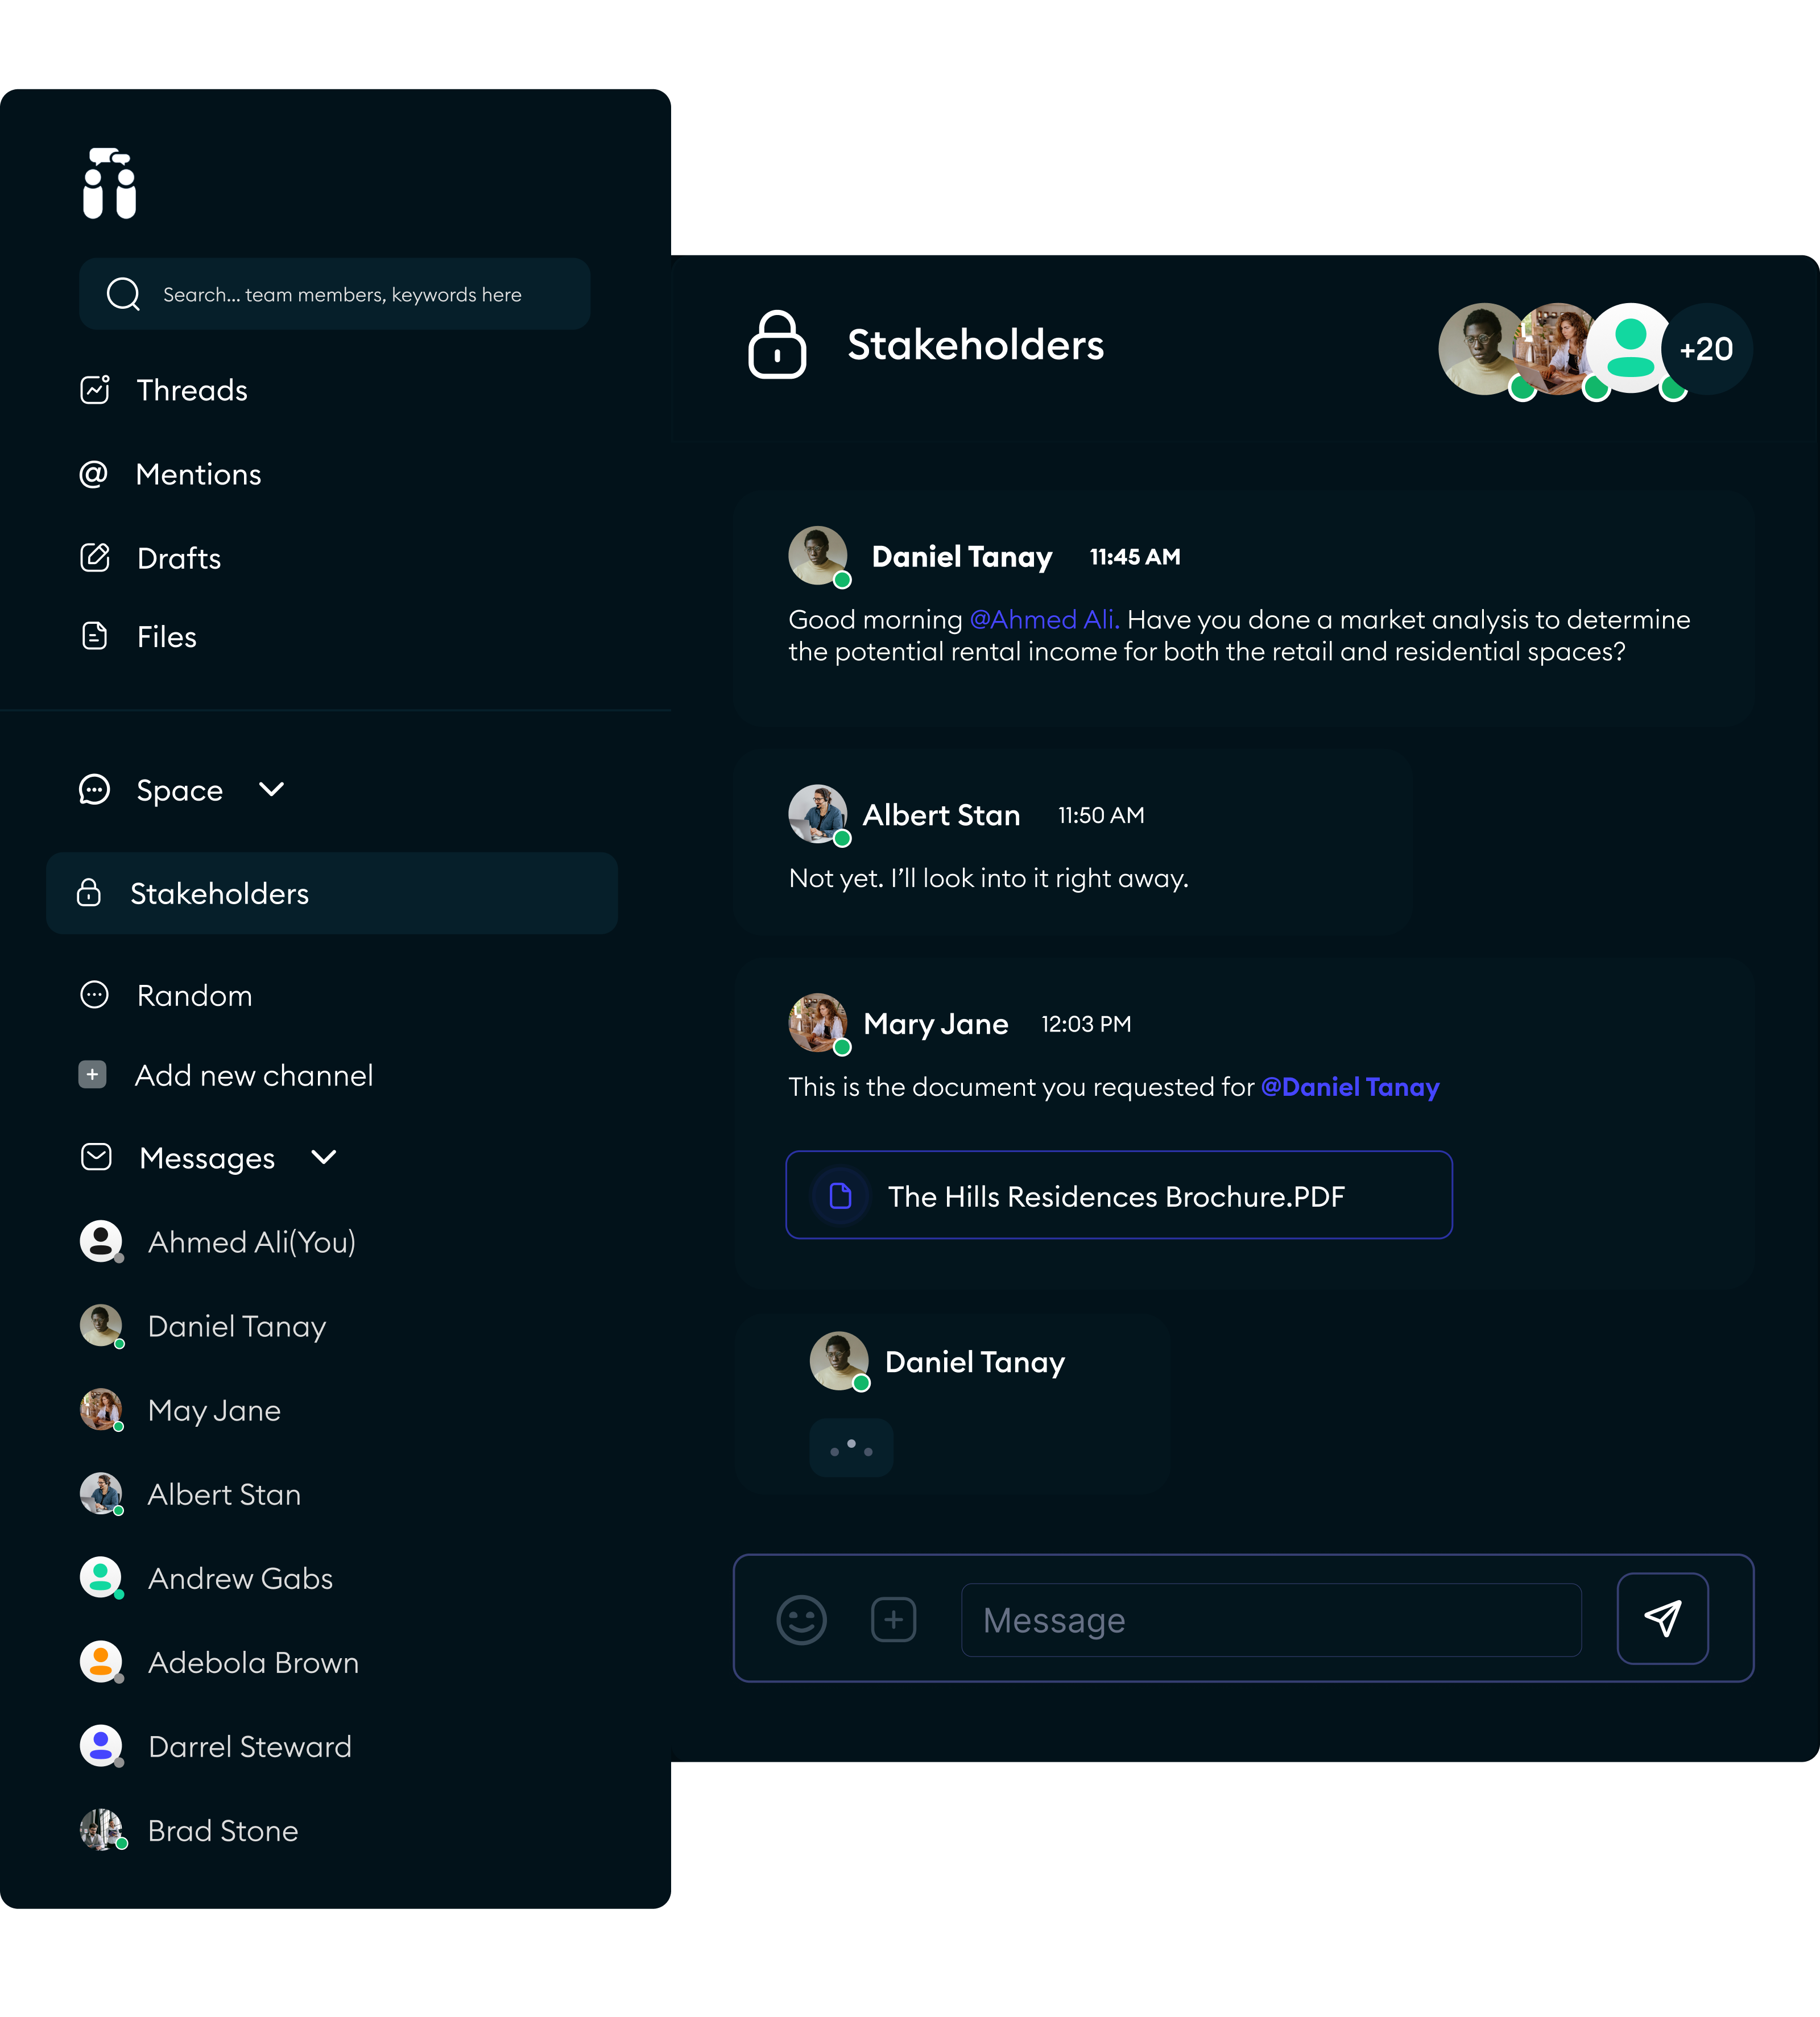 Search... team members, keywords here
Threads
@ Mentions
Drafts
Files
Space
Stakeholders
Random
Add new channel
Messages
Ahmed Ali(You)
Daniel Tanay
May Jane
Albert Stan
Andrew Gabs
Adebola Brown
Darrel Steward
Brad Stone
Stakeholders
+20
Daniel Tanay 11:45 AM
Good morning @Ahmed Ali. Have you done a market analysis to determine
the potential rental income for both the retail and residential spaces?
Albert Stan 11:50 AM
Not yet. I’ll look into it right away.
Mary Jane 12:03 PM
This is the document you requested for @Daniel Tanay
The Hills Residences Brochure.PDF
Daniel Tanay
Message